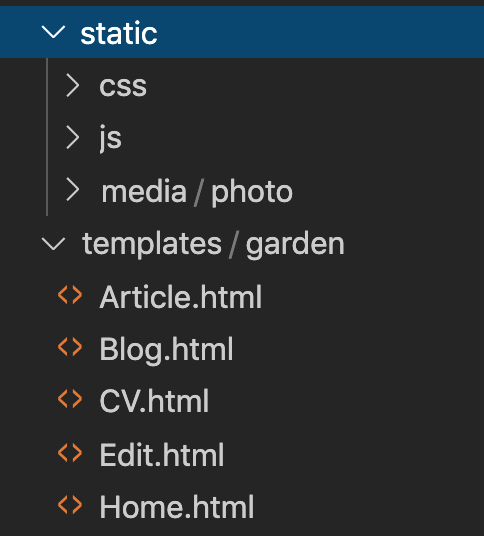 static
css
js
media / photo
templates / garden
Article.html
Blog.html
CV.html
Edit.html
Home.html